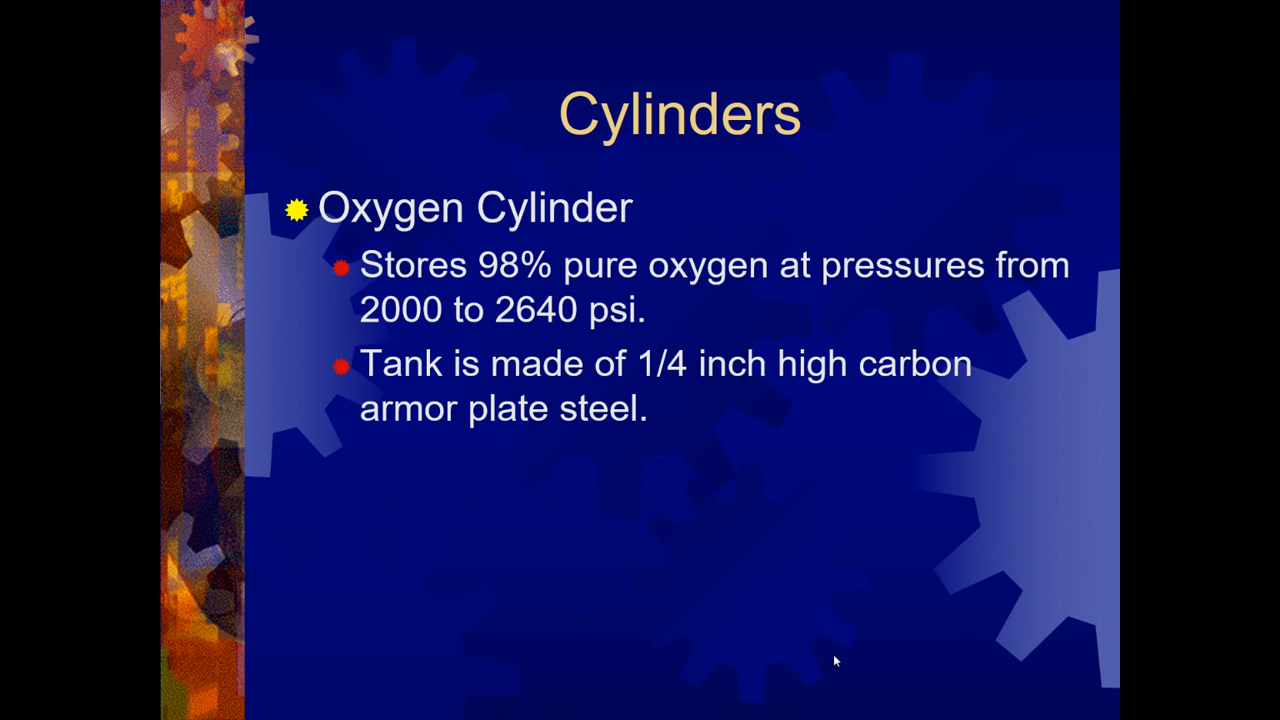 Cylinders
Oxygen Cylinder
Stores 98% pure oxygen at pressures from
2000 to 2640 psi.
Tank is made of 1/4 inch high carbon
armor plate steel.